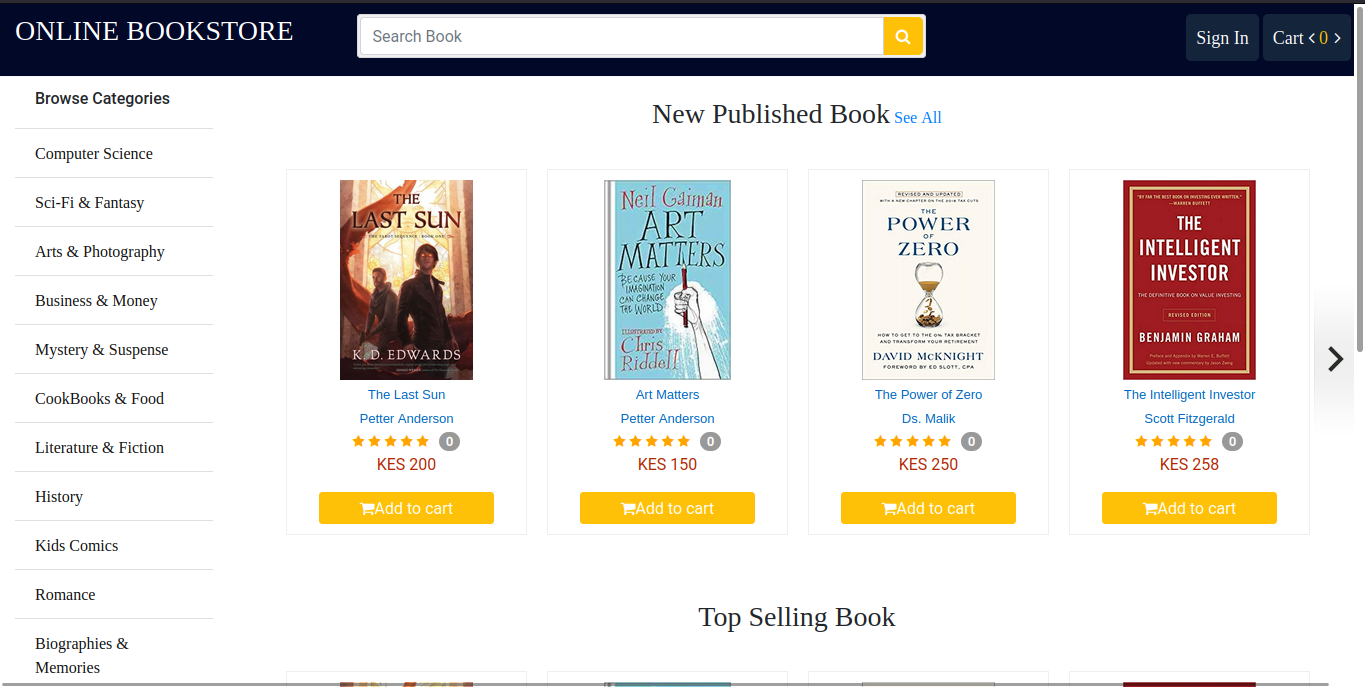 ONLINE BOOKSTORE
Search Book
Sign In
Cart < 0 >
Browse Categories
Computer Science
Sci-Fi & Fantasy
Arts & Photography
Business & Money
Mystery & Suspense
CookBooks & Food
Literature & Fiction
History
Kids Comics
Romance
Biographies &
Memories
New Published Book See All
THE
LAST SUN
THE TAROT SEQUENCE : BOOK ONE
K. D. EDWARDS
The Last Sun
Petter Anderson
0
KES 200
Add to cart
Neil Gaiman
ART
MATTERS
BECAUSE YOUR
IMAGINATION
CAN CHANGE
THE WORLD
ILLUSTRATED BY
Chris
Riddell
Art Matters
Petter Anderson
0
KES 150
Add to cart
REVISED AND UPDATED
WITH A NEW CHAPTER ON THE 2018 TAX CUTS
THE
POWER
OF
ZERO
HOW TO GET TO THE 0% TAX BRACKET
AND TRANSFORM YOUR RETIREMENT
DAVID McKNIGHT
FOREWORD BY ED SLOTT, CPA
The Power of Zero
Ds. Malik
0
KES 250
Add to cart
"BY FAR THE BEST BOOK ON INVESTING EVER WRITTEN."
—WARREN BUFFETT
THE
INTELLIGENT
INVESTOR
THE DEFINITIVE BOOK ON VALUE INVESTING
REVISED EDITION
BENJAMIN GRAHAM
Preface and Appendix by Warren E. Buffett
Updated with new commentary by Jason Zweig
The Intelligent Investor
Scott Fitzgerald
0
KES 258
Add to cart
Top Selling Book